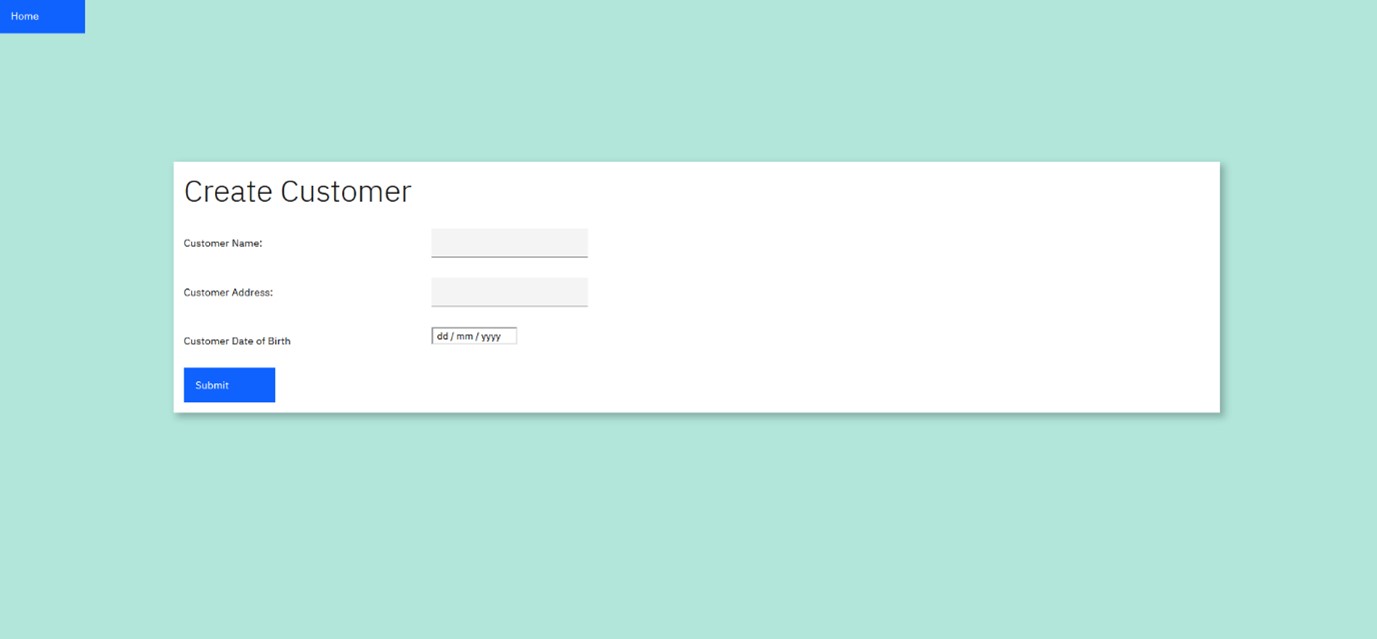 Home
Create Customer
Customer Name:
Customer Address:
Customer Date of Birth
dd / mm / yyyy
Submit